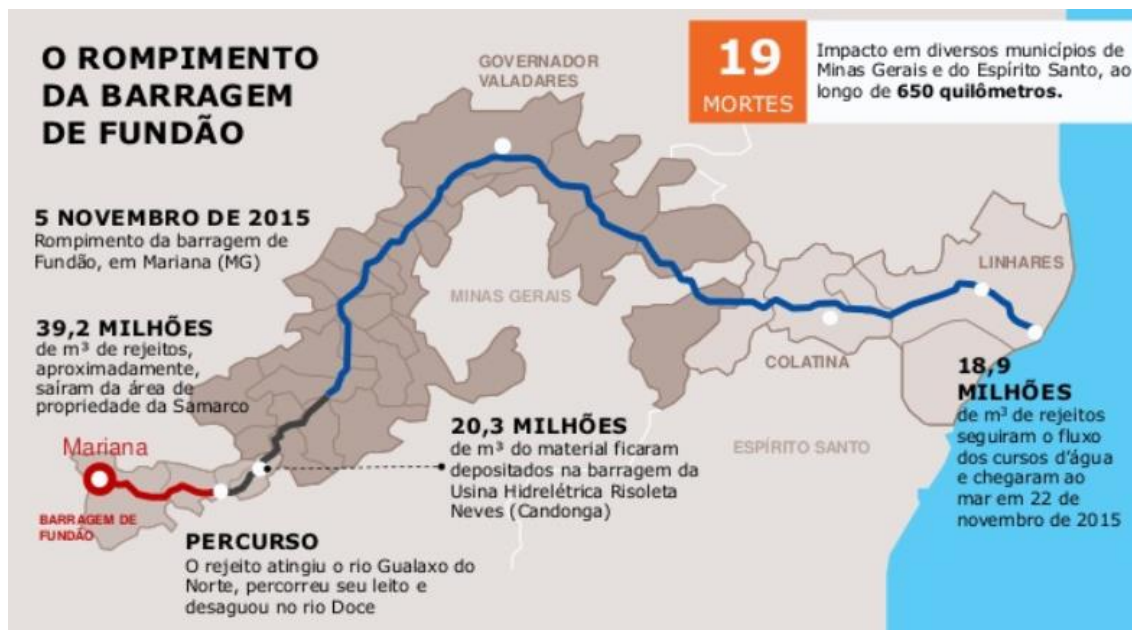 O ROMPIMENTO
DA BARRAGEM
DE FUNDÃO
GOVERNADOR
VALADARES
19
MORTES
Impacto em diversos municípios de
Minas Gerais e do Espírito Santo, ao
longo de 650 quilômetros.
5 NOVEMBRO DE 2015
Rompimento da barragem de
Fundão, em Mariana (MG)
MINAS GERAIS
LINHARES
39,2 MILHÕES
de m³ de rejeitos,
aproximadamente,
saíram da área de
propriedade da Samarco
COLATINA
18,9
MILHÕES
de m³ de rejeitos
seguiram o fluxo
dos cursos d'água
e chegaram ao
mar em 22 de
novembro de 2015
20,3 MILHÕES
de m³ do material ficaram
depositados na barragem da
Usina Hidrelétrica Risoleta
Neves (Candonga)
ESPÍRITO SANTO
Mariana
BARRAGEM DE
FUNDÃO
PERCURSO
O rejeito atingiu o rio Gualaxo do
Norte, percorreu seu leito e
desaguou no rio Doce